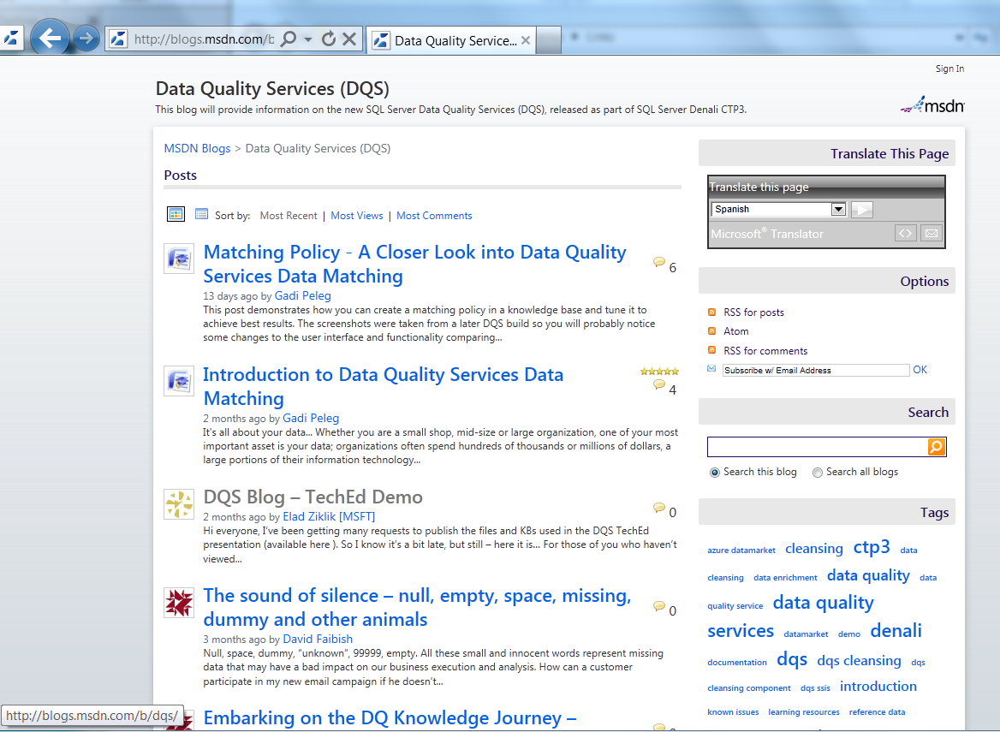 http://blogs.msdn.com/b
Data Quality Service...
Sign In
Data Quality Services (DQS)
This blog will provide information on the new SQL Server Data Quality Services (DQS), released as part of SQL Server Denali CTP3.
msdn
MSDN Blogs > Data Quality Services (DQS)
Posts
Sort by: Most Recent | Most Views | Most Comments
Matching Policy - A Closer Look into Data Quality
Services Data Matching
6
13 days ago by Gadi Peleg
This post demonstrates how you can create a matching policy in a knowledge base and tune it to
achieve best results. The screenshots were taken from a later DQS build so you will probably notice
some changes to the user interface and functionality comparing...
Introduction to Data Quality Services Data
Matching
4
2 months ago by Gadi Peleg
It's all about your data... Whether you are a small shop, mid-size or large organization, one of your most
important asset is your data; organizations often spend hundreds of thousands or millions of dollars, a
large portions of their information technology...
DQS Blog – TechEd Demo
0
2 months ago by Elad Ziklik [MSFT]
Hi everyone, I've been getting many requests to publish the files and KBs used in the DQS TechEd
presentation (available here ). So I know it's a bit late, but still – here it is... For those of you who haven't
viewed...
The sound of silence – null, empty, space, missing,
dummy and other animals
0
3 months ago by David Faibish
Null, space, dummy, "unknown", 99999, empty. All these small and innocent words represent missing
data that may have a bad impact on our business execution and analysis. How can a customer
participate in my new email campaign if he doesn't...
Embarking on the DQ Knowledge Journey –
http://blogs.msdn.com/b/dqs/
Translate This Page
Translate this page
Spanish
Microsoft® Translator
Options
RSS for posts
Atom
RSS for comments
Subscribe w/ Email Address OK
Search
Search this blog Search all blogs
Tags
azure datamarket cleansing ctp3 data
cleansing data enrichment data quality data
quality service data quality
services datamarket demo denali
documentation dqs dqs cleansing dqs
cleansing component dqs ssis introduction
known issues learning resources reference data